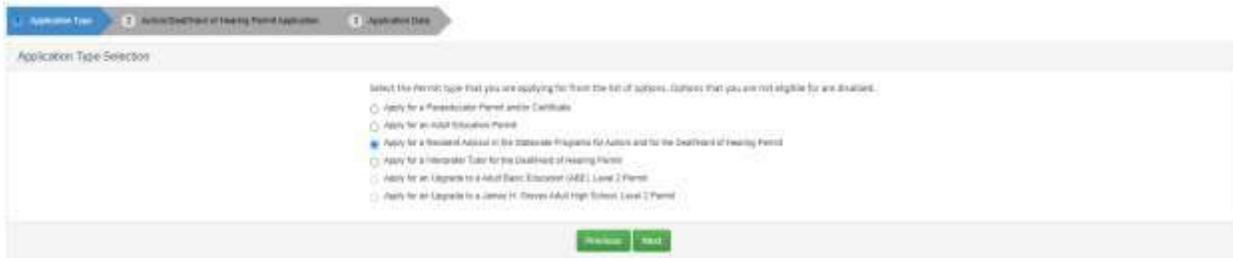 1 Application Type 2 Autism/Deaf/Hard of Hearing Permit Application 3 Application Data
Application Type Selection
Select the Permit type that you are applying for from the list of options. Options that you are not eligible for are disabled.
Apply for a Paraeducator Permit and/or Certificate
Apply for an Adult Education Permit
Apply for a Resident Advisor in the Statewide Programs for Autism and for the Deaf/Hard of Hearing Permit
Apply for a Interpreter Tutor for the Deaf/Hard of Hearing Permit
Apply for an Upgrade to a Adult Basic Education (ABE), Level 2 Permit
Apply for an Upgrade to a James H. Groves Adult High School, Level 2 Permit
Previous Next